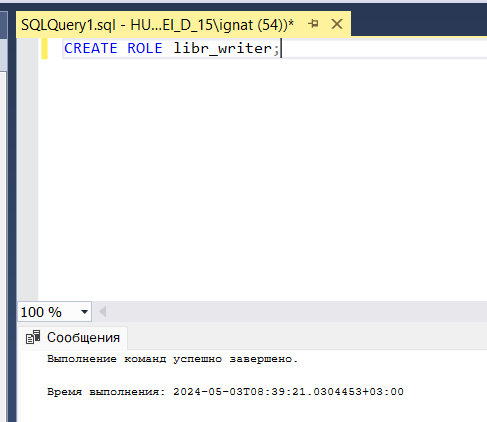 SQLQuery1.sql - HU...EI_D_15\ignat (54))*
CREATE ROLE libr_writer;
100 %
Сообщения
Выполнение команд успешно завершено.
Время выполнения: 2024-05-03T08:39:21.0304453+03:00